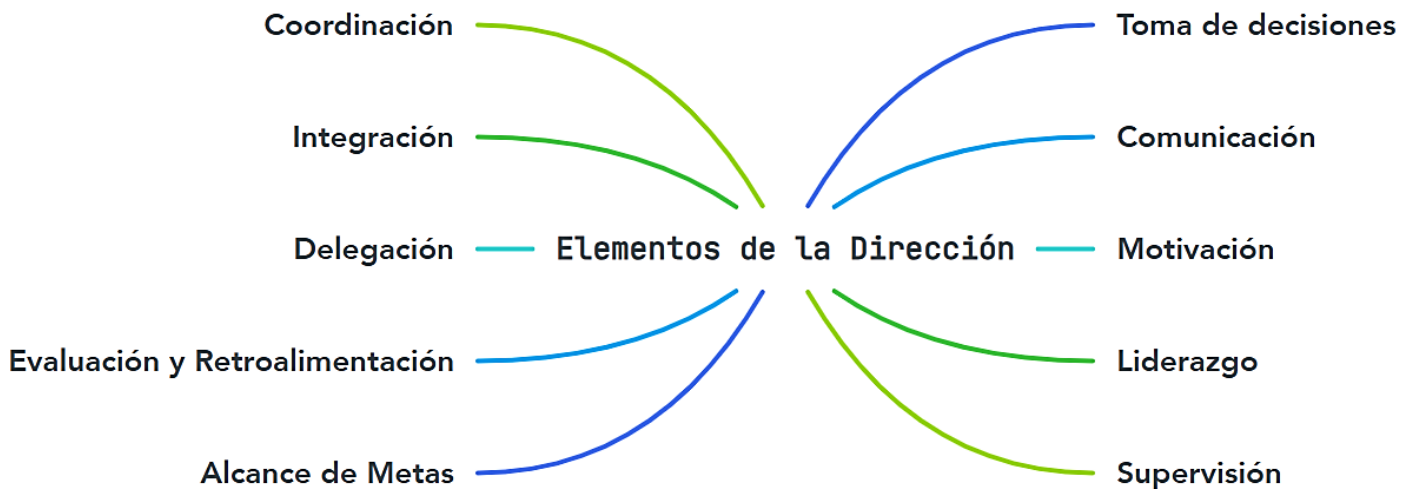 Coordinación
Toma de decisiones
Integración
Comunicación
Delegación
Elementos de la Dirección
Motivación
Evaluación y Retroalimentación
Liderazgo
Alcance de Metas
Supervisión